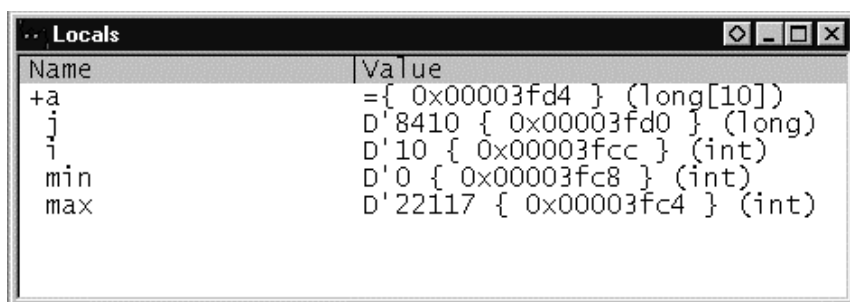 Locals
Name Value
+a ={ 0x00003fd4 } (long[10])
j D'8410 { 0x00003fd0 } (long)
i D'10 { 0x00003fcc } (int)
min D'0 { 0x00003fc8 } (int)
max D'22117 { 0x00003fc4 } (int)